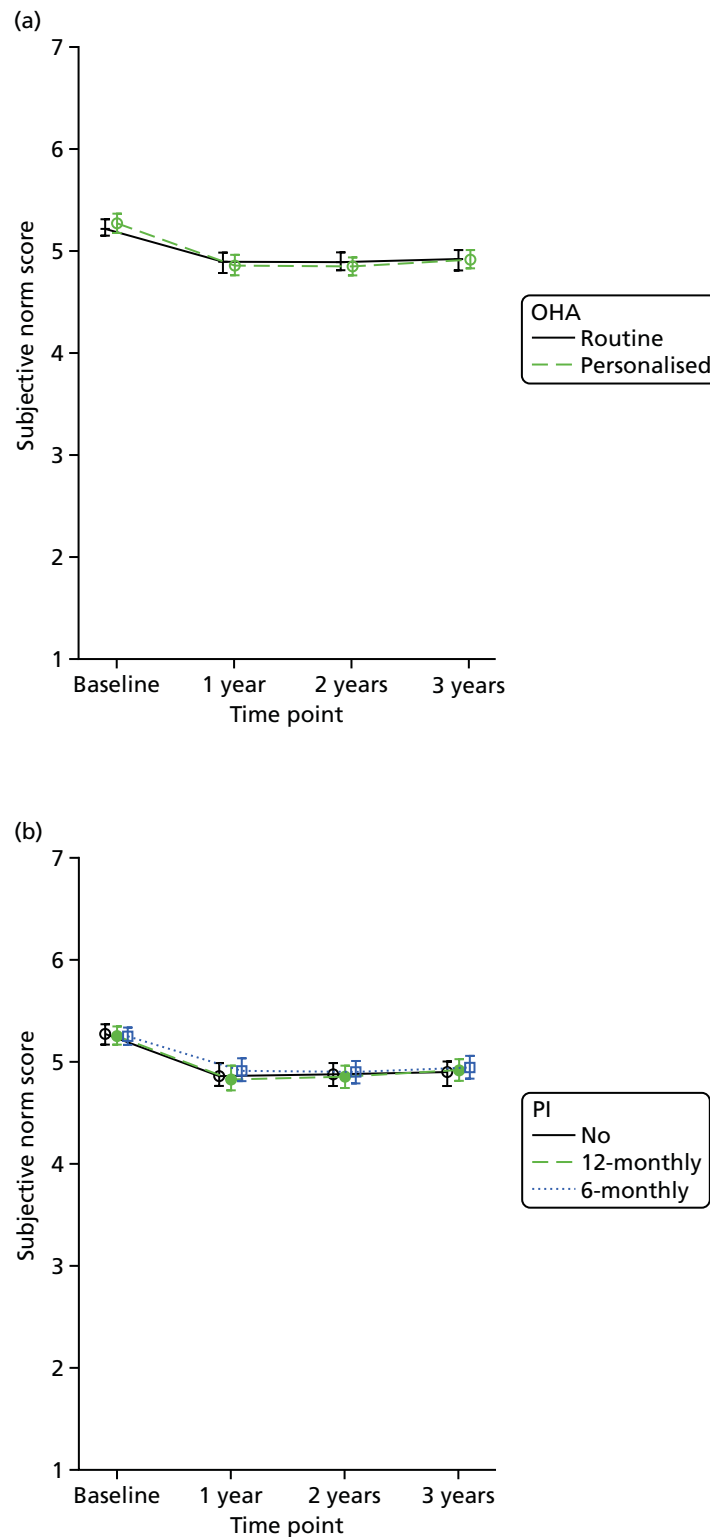 (a)
7
6
5
4
3
2
1
Subjective norm score
Baseline 1 year 2 years 3 years
Time point
OHA
Routine
Personalised
(b)
7
6
5
4
3
2
1
Subjective norm score
Baseline 1 year 2 years 3 years
Time point
PI
No
12-monthly
6-monthly